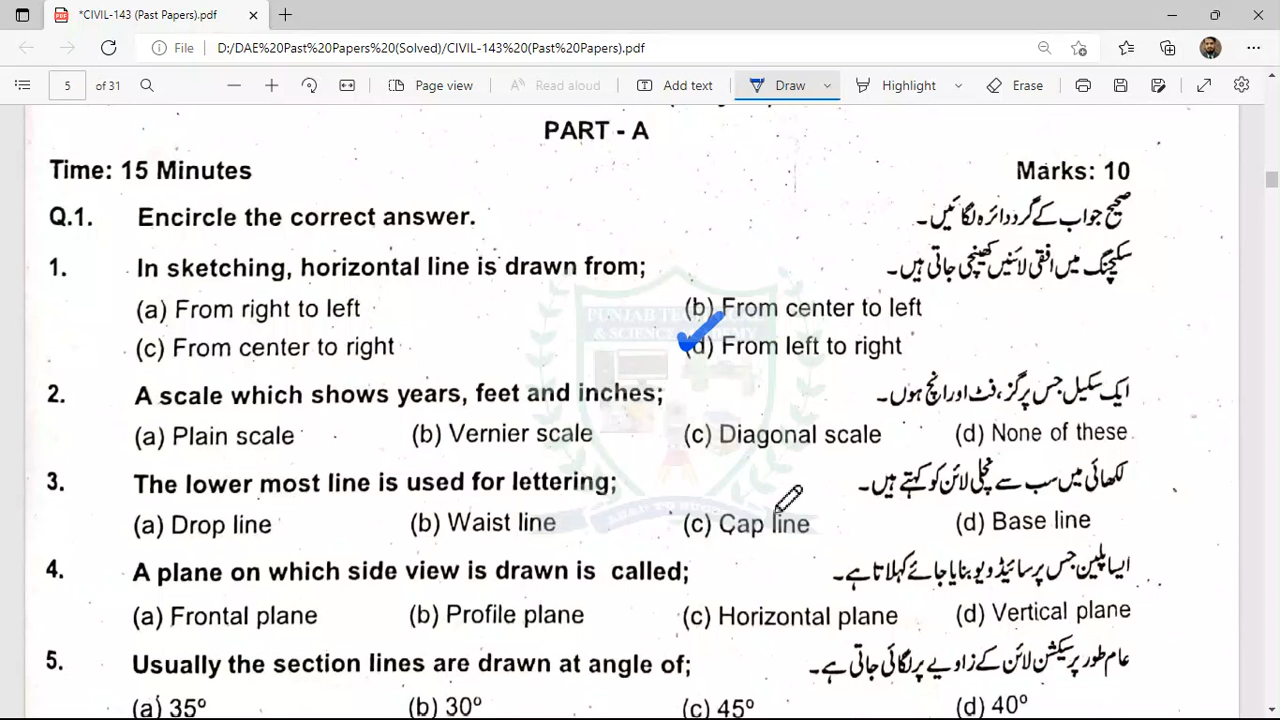 *CIVIL-143 (Past Papers).pdf
File D:/DAE%20Past%20Papers%20(Solved)/CIVIL-143%20(Past%20Papers).pdf
5 of 31 Page view Read aloud Add text Draw Highlight Erase
PART - A
Time: 15 Minutes Marks: 10
Q.1. Encircle the correct answer. صحیح جواب کے گرد دائرہ لگائیں۔
1. In sketching, horizontal line is drawn from; سکیچنگ میں افقی لائنیں کھینچی جاتی ہیں۔
(a) From right to left (b) From center to left
(c) From center to right (d) From left to right
2. A scale which shows years, feet and inches; ایک سکیل جس پر گز، فٹ اور انچ ہوں۔
(a) Plain scale (b) Vernier scale (c) Diagonal scale (d) None of these
3. The lower most line is used for lettering; لکھائی میں سب سے نچلی لائن کو کہتے ہیں۔
(a) Drop line (b) Waist line (c) Cap line (d) Base line
4. A plane on which side view is drawn is called; ایسا پلین جس پر سائیڈ ویو بنایا جائے کہلاتا ہے۔
(a) Frontal plane (b) Profile plane (c) Horizontal plane (d) Vertical plane
5. Usually the section lines are drawn at angle of; عام طور پر سیکشن لائن کے زاویے پر لگائی جاتی ہے۔
(a) 35º (b) 30º (c) 45º (d) 40º